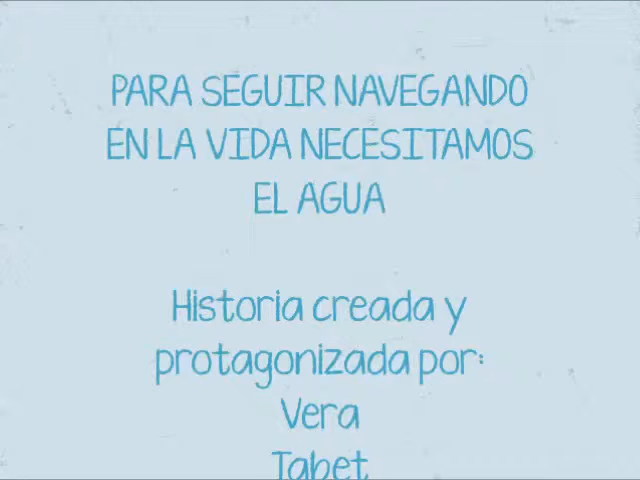 PARA SEGUIR NAVEGANDO
EN LA VIDA NECESITAMOS
EL AGUA
Historia creada y
protagonizada por:
Vera
Tabet